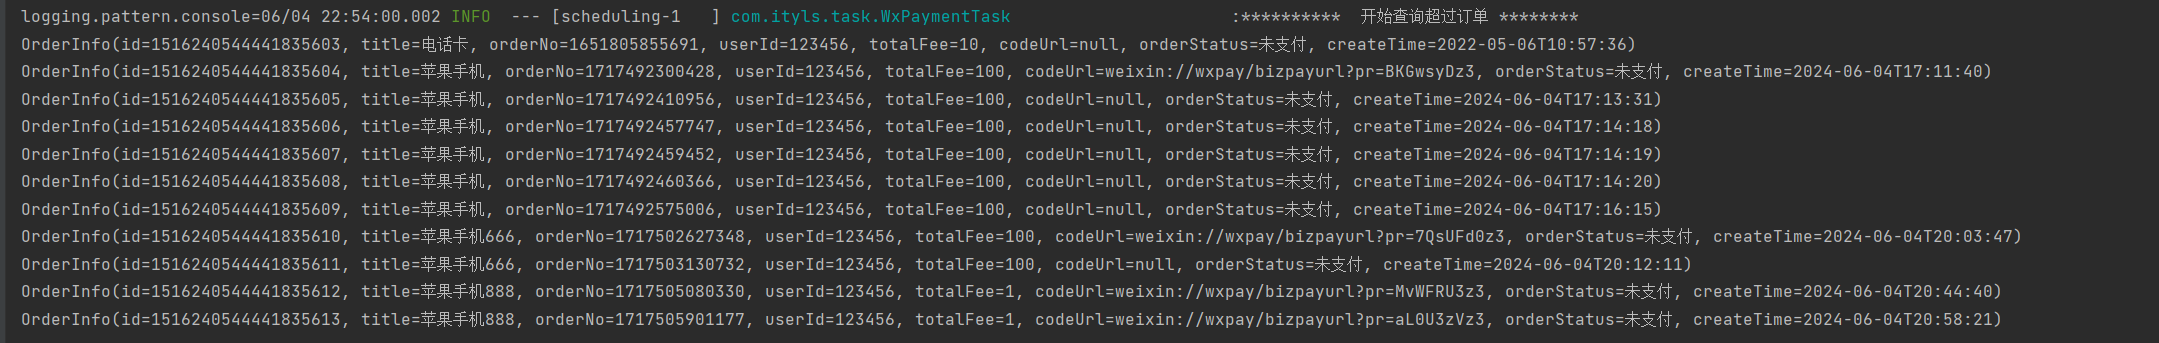 logging.pattern.console=06/04 22:54:00.002 INFO  --- [scheduling-1   ] com.ityls.task.WxPaymentTask                      :**********  开始查询超过订单 ********
OrderInfo(id=1516240544441835603, title=电话卡, orderNo=1651805855691, userId=123456, totalFee=10, codeUrl=null, orderStatus=未支付, createTime=2022-05-06T10:57:36)
OrderInfo(id=1516240544441835604, title=苹果手机, orderNo=1717492300428, userId=123456, totalFee=100, codeUrl=weixin://wxpay/bizpayurl?pr=BKGwsyDz3, orderStatus=未支付, createTime=2024-06-04T17:11:40)
OrderInfo(id=1516240544441835605, title=苹果手机, orderNo=1717492410956, userId=123456, totalFee=100, codeUrl=null, orderStatus=未支付, createTime=2024-06-04T17:13:31)
OrderInfo(id=1516240544441835606, title=苹果手机, orderNo=1717492457747, userId=123456, totalFee=100, codeUrl=null, orderStatus=未支付, createTime=2024-06-04T17:14:18)
OrderInfo(id=1516240544441835607, title=苹果手机, orderNo=1717492459452, userId=123456, totalFee=100, codeUrl=null, orderStatus=未支付, createTime=2024-06-04T17:14:19)
OrderInfo(id=1516240544441835608, title=苹果手机, orderNo=1717492460366, userId=123456, totalFee=100, codeUrl=null, orderStatus=未支付, createTime=2024-06-04T17:14:20)
OrderInfo(id=1516240544441835609, title=苹果手机, orderNo=1717492575006, userId=123456, totalFee=100, codeUrl=null, orderStatus=未支付, createTime=2024-06-04T17:16:15)
OrderInfo(id=1516240544441835610, title=苹果手机666, orderNo=1717502627348, userId=123456, totalFee=100, codeUrl=weixin://wxpay/bizpayurl?pr=7QsUFd0z3, orderStatus=未支付, createTime=2024-06-04T20:03:47)
OrderInfo(id=1516240544441835611, title=苹果手机666, orderNo=1717503130732, userId=123456, totalFee=100, codeUrl=null, orderStatus=未支付, createTime=2024-06-04T20:12:11)
OrderInfo(id=1516240544441835612, title=苹果手机888, orderNo=1717505080330, userId=123456, totalFee=1, codeUrl=weixin://wxpay/bizpayurl?pr=MvWFRU3z3, orderStatus=未支付, createTime=2024-06-04T20:44:40)
OrderInfo(id=1516240544441835613, title=苹果手机888, orderNo=1717505901177, userId=123456, totalFee=1, codeUrl=weixin://wxpay/bizpayurl?pr=aL0U3zVz3, orderStatus=未支付, createTime=2024-06-04T20:58:21)